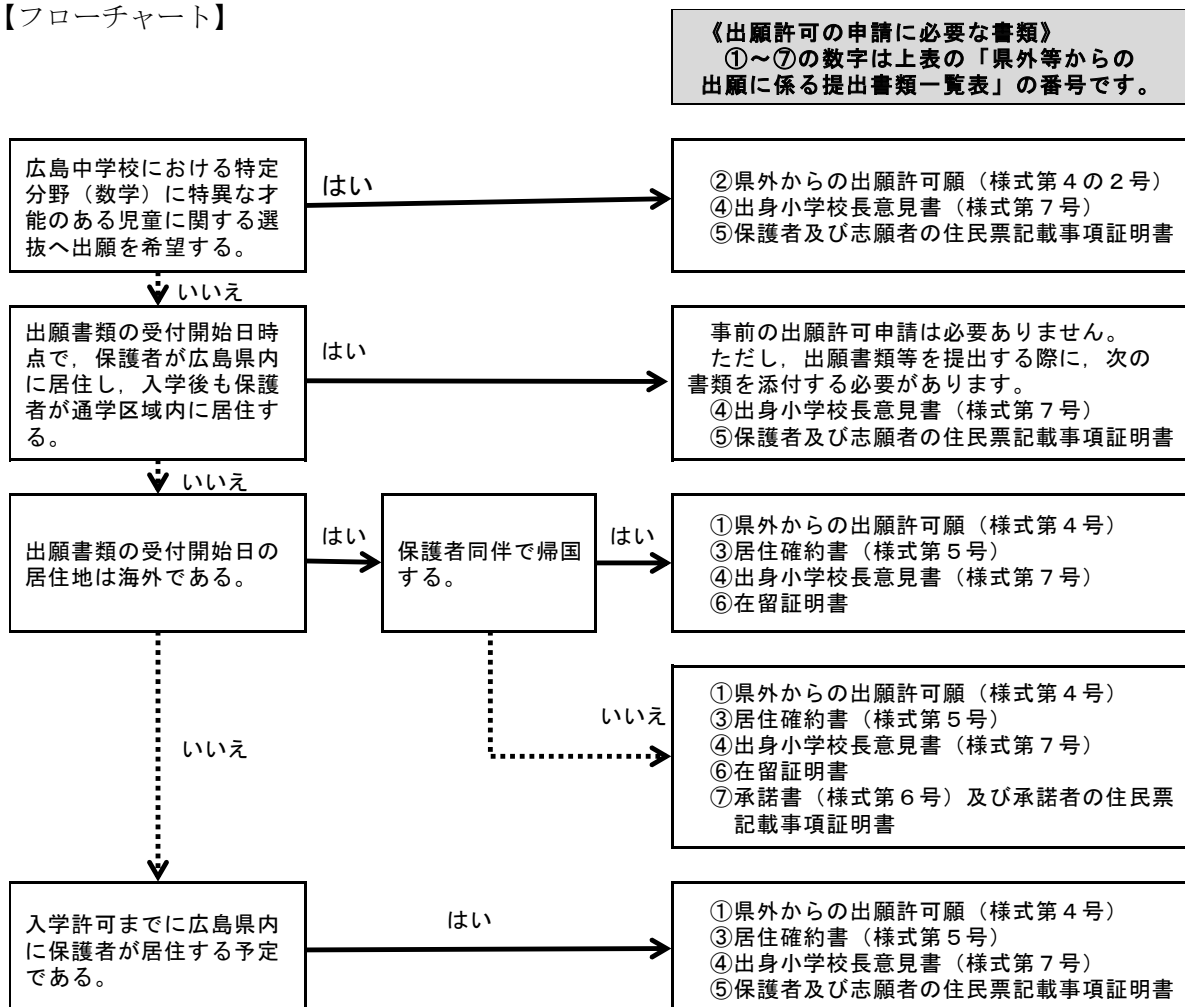 【フローチャート】
《出願許可の申請に必要な書類》
①～⑦の数字は上表の「県外等からの
出願に係る提出書類一覧表」の番号です。
広島中学校における特定
分野（数学）に特異な才
能のある児童に関する選
抜へ出願を希望する。
はい
②県外からの出願許可願（様式第４の２号）
④出身小学校長意見書（様式第７号）
⑤保護者及び志願者の住民票記載事項証明書
いいえ
出願書類の受付開始日時
点で，保護者が広島県内
に居住し，入学後も保護
者が通学区域内に居住す
る。
はい
事前の出願許可申請は必要ありません。
ただし，出願書類等を提出する際に，次の
書類を添付する必要があります。
④出身小学校長意見書（様式第７号）
⑤保護者及び志願者の住民票記載事項証明書
いいえ
出願書類の受付開始日の
居住地は海外である。
はい
保護者同伴で帰国
する。
はい
①県外からの出願許可願（様式第４号）
③居住確約書（様式第５号）
④出身小学校長意見書（様式第７号）
⑥在留証明書
いいえ
①県外からの出願許可願（様式第４号）
③居住確約書（様式第５号）
④出身小学校長意見書（様式第７号）
⑥在留証明書
⑦承諾書（様式第６号）及び承諾者の住民票
記載事項証明書
いいえ
入学許可までに広島県内
に保護者が居住する予定
である。
はい
①県外からの出願許可願（様式第４号）
③居住確約書（様式第５号）
④出身小学校長意見書（様式第７号）
⑤保護者及び志願者の住民票記載事項証明書